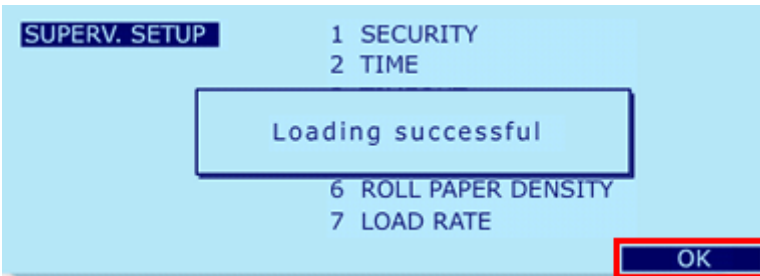 SUPERV. SETUP
1 SECURITY
2 TIME
Loading successful
6 ROLL PAPER DENSITY
7 LOAD RATE
OK